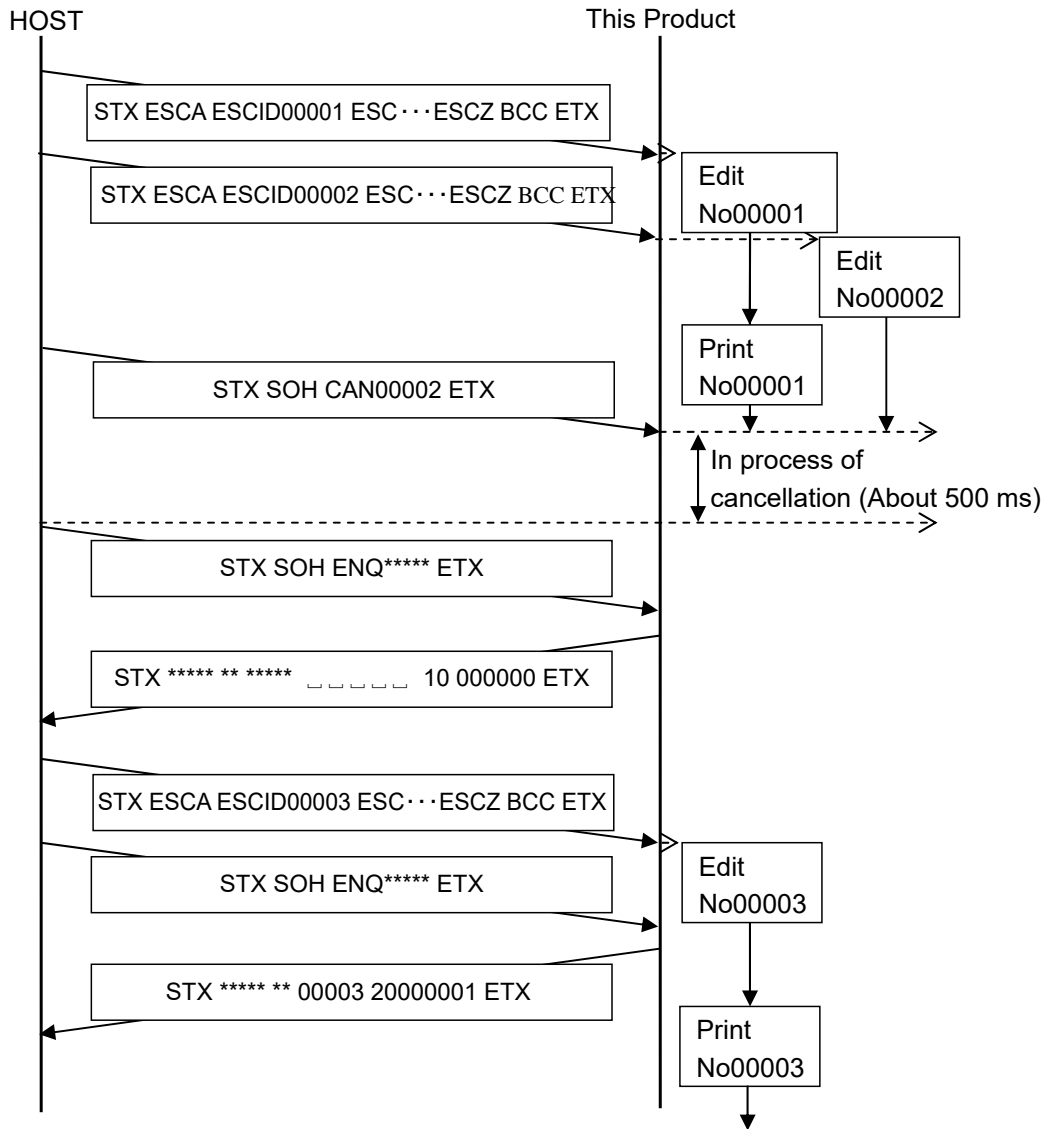 HOST
This Product
STX ESCA ESCID00001 ESC···ESCZ BCC ETX
Edit
No00001
STX ESCA ESCID00002 ESC···ESCZ BCC ETX
Edit
No00002
Print
No00001
STX SOH CAN00002 ETX
In process of
cancellation (About 500 ms)
STX SOH ENQ***** ETX
STX ***** ** ***** ␣ ␣ ␣ ␣ ␣ 10 000000 ETX
STX ESCA ESCID00003 ESC···ESCZ BCC ETX
Edit
No00003
STX SOH ENQ***** ETX
STX ***** ** 00003 20000001 ETX
Print
No00003